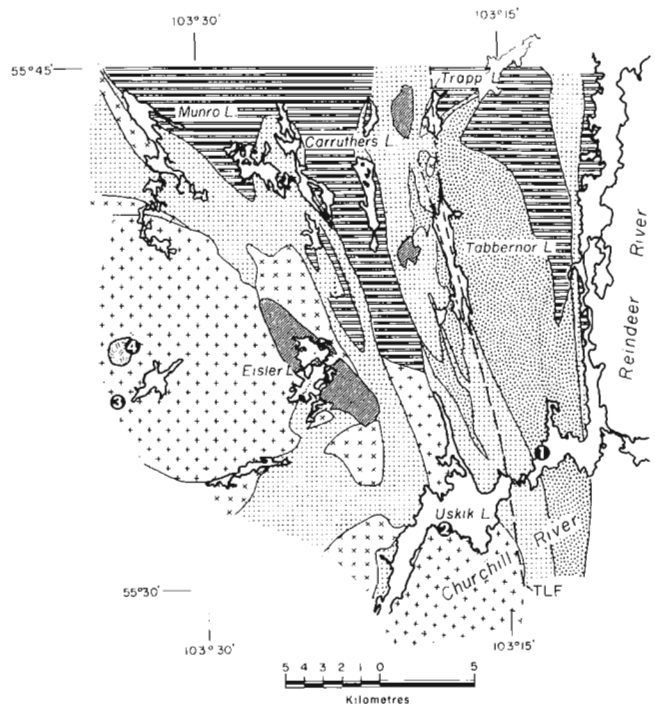 103°30'
103°15'
55°45'
Trapp L.
Munro L.
Carruthers L.
Tabbernor L.
Reindeer River
4
Eisler L.
3
1
Uskik L.
2
Churchill River
55°30'
TLF
103°30'
103°15'
5 4 3 2 1 0 5
Kilometres